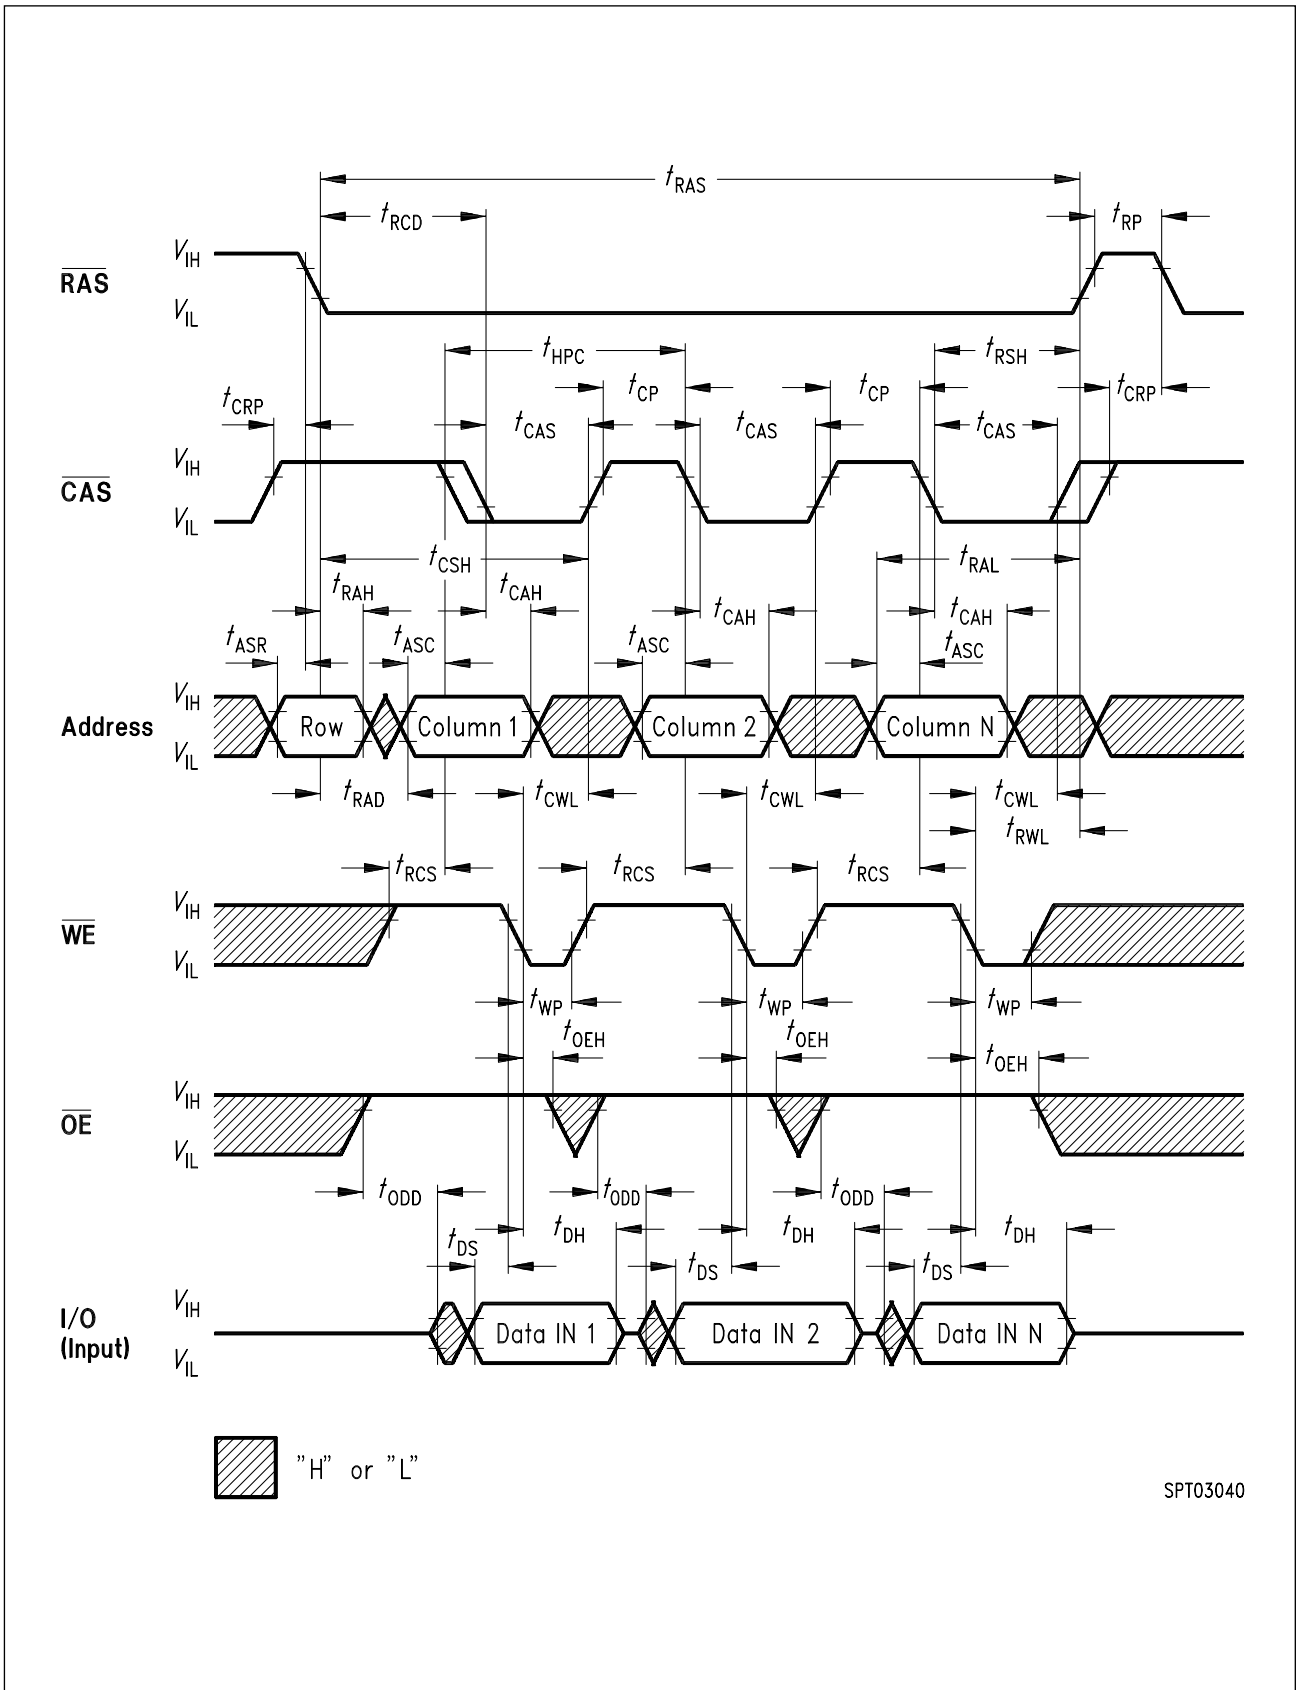 tRAS
tRCD tRP
RAS VIH
VIL
tHPC tRSH
tCRP tCP tCP tCRP
tCAS tCAS tCAS
CAS VIH
VIL
tCSH tRAL
tRAH tCAH tCAH tCAH
tASR tASC tASC tASC
Address VIH
Row Column 1 Column 2 Column N
VIL
tRAD tCWL tCWL tCWL
tRWL
tRCS tRCS tRCS
WE VIH
VIL
tWP tWP tWP
tOEH tOEH tOEH
OE VIH
VIL
tODD tODD tODD
tDH tDH tDH
tDS tDS tDS
I/O VIH
(Input) Data IN 1 Data IN 2 Data IN N
VIL
"H" or "L"
SPT03040